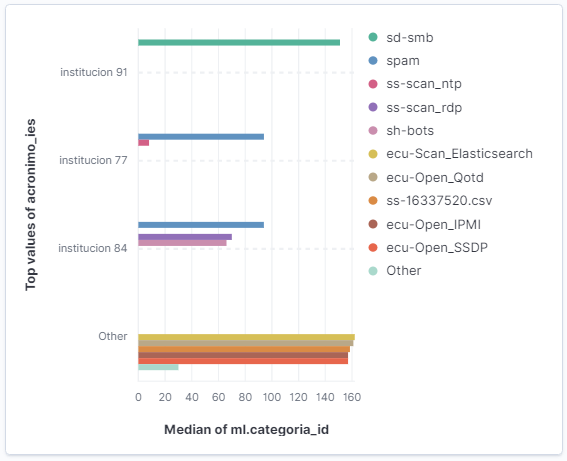 sd-smb
spam
ss-scan_ntp
ss-scan_rdp
sh-bots
ecu-Scan_Elasticsearch
ecu-Open_Qotd
ss-16337520.csv
ecu-Open_IPMI
ecu-Open_SSDP
Other
Top values of acronimo_ies
institucion 91
institucion 77
institucion 84
Other
0 20 40 60 80 100 120 140 160
Median of ml.categoria_id